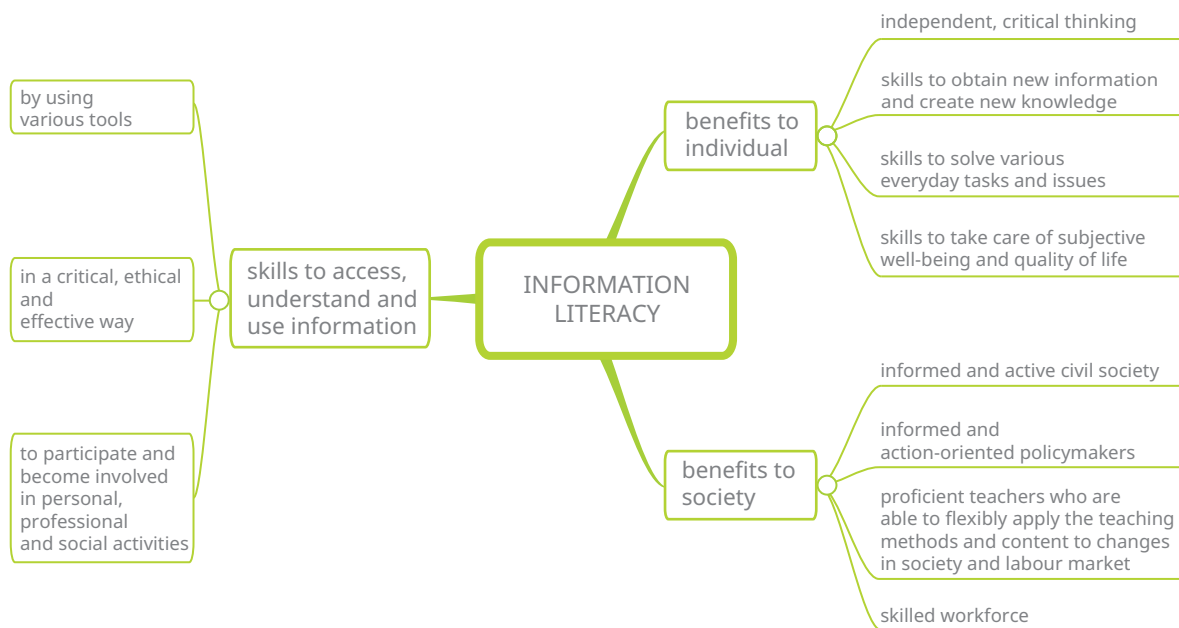 INFORMATION
LITERACY
skills to access,
understand and
use information
by using
various tools
in a critical, ethical
and
effective way
to participate and
become involved
in personal,
professional
and social activities
benefits to
individual
independent, critical thinking
skills to obtain new information
and create new knowledge
skills to solve various
everyday tasks and issues
skills to take care of subjective
well-being and quality of life
benefits to
society
informed and active civil society
informed and
action-oriented policymakers
proficient teachers who are
able to flexibly apply the teaching
methods and content to changes
in society and labour market
skilled workforce